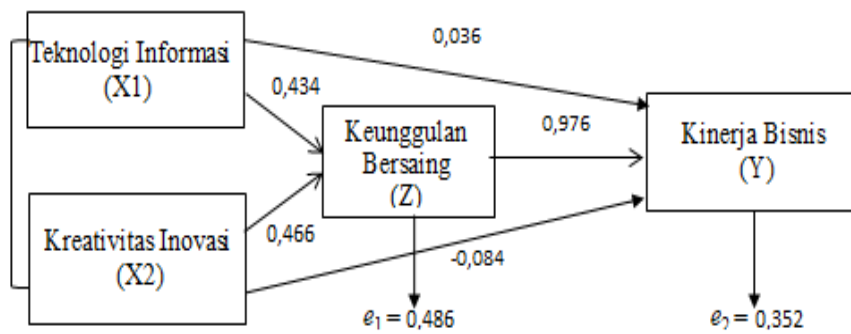 Teknologi Informasi
(X1)
0,036
0,434
Keunggulan
Bersaing
(Z)
0,976
Kinerja Bisnis
(Y)
Kreativitas Inovasi
(X2)
0,466
-0,084
e₁ = 0,486
e₂ = 0,352